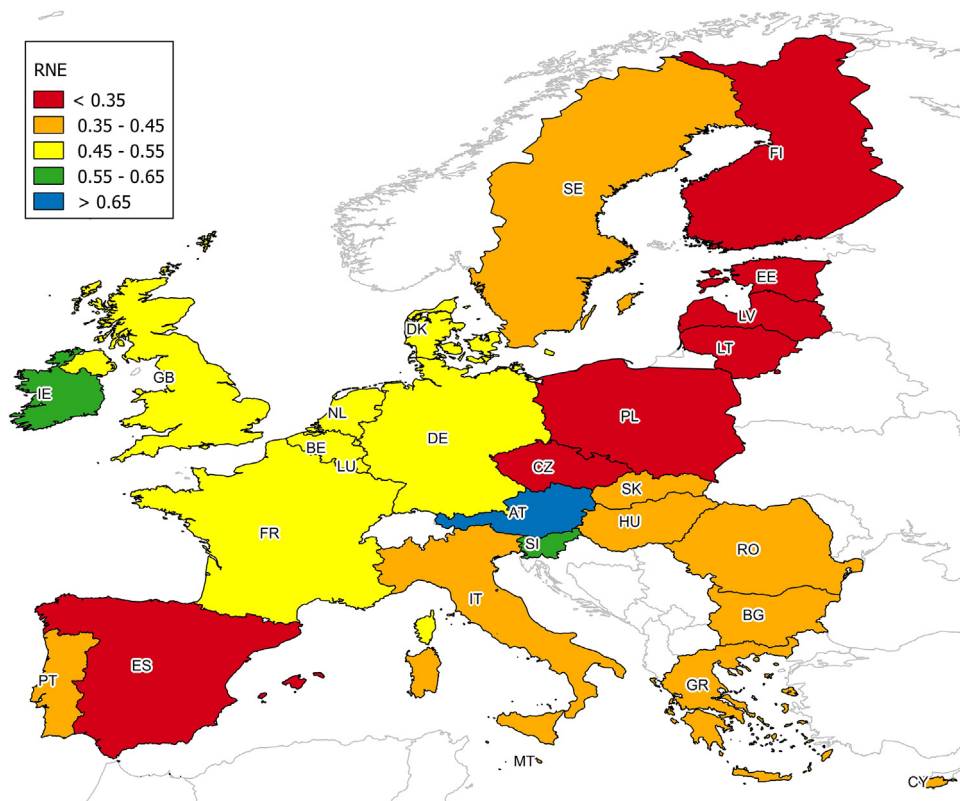 RNE
< 0.35
0.35 - 0.45
0.45 - 0.55
0.55 - 0.65
> 0.65
FI
SE
EE
LV
LT
DK
IE
GB
NL
PL
DE
BE
LU
CZ
SK
AT
HU
FR
SI
RO
IT
BG
ES
PT
GR
MT
CY